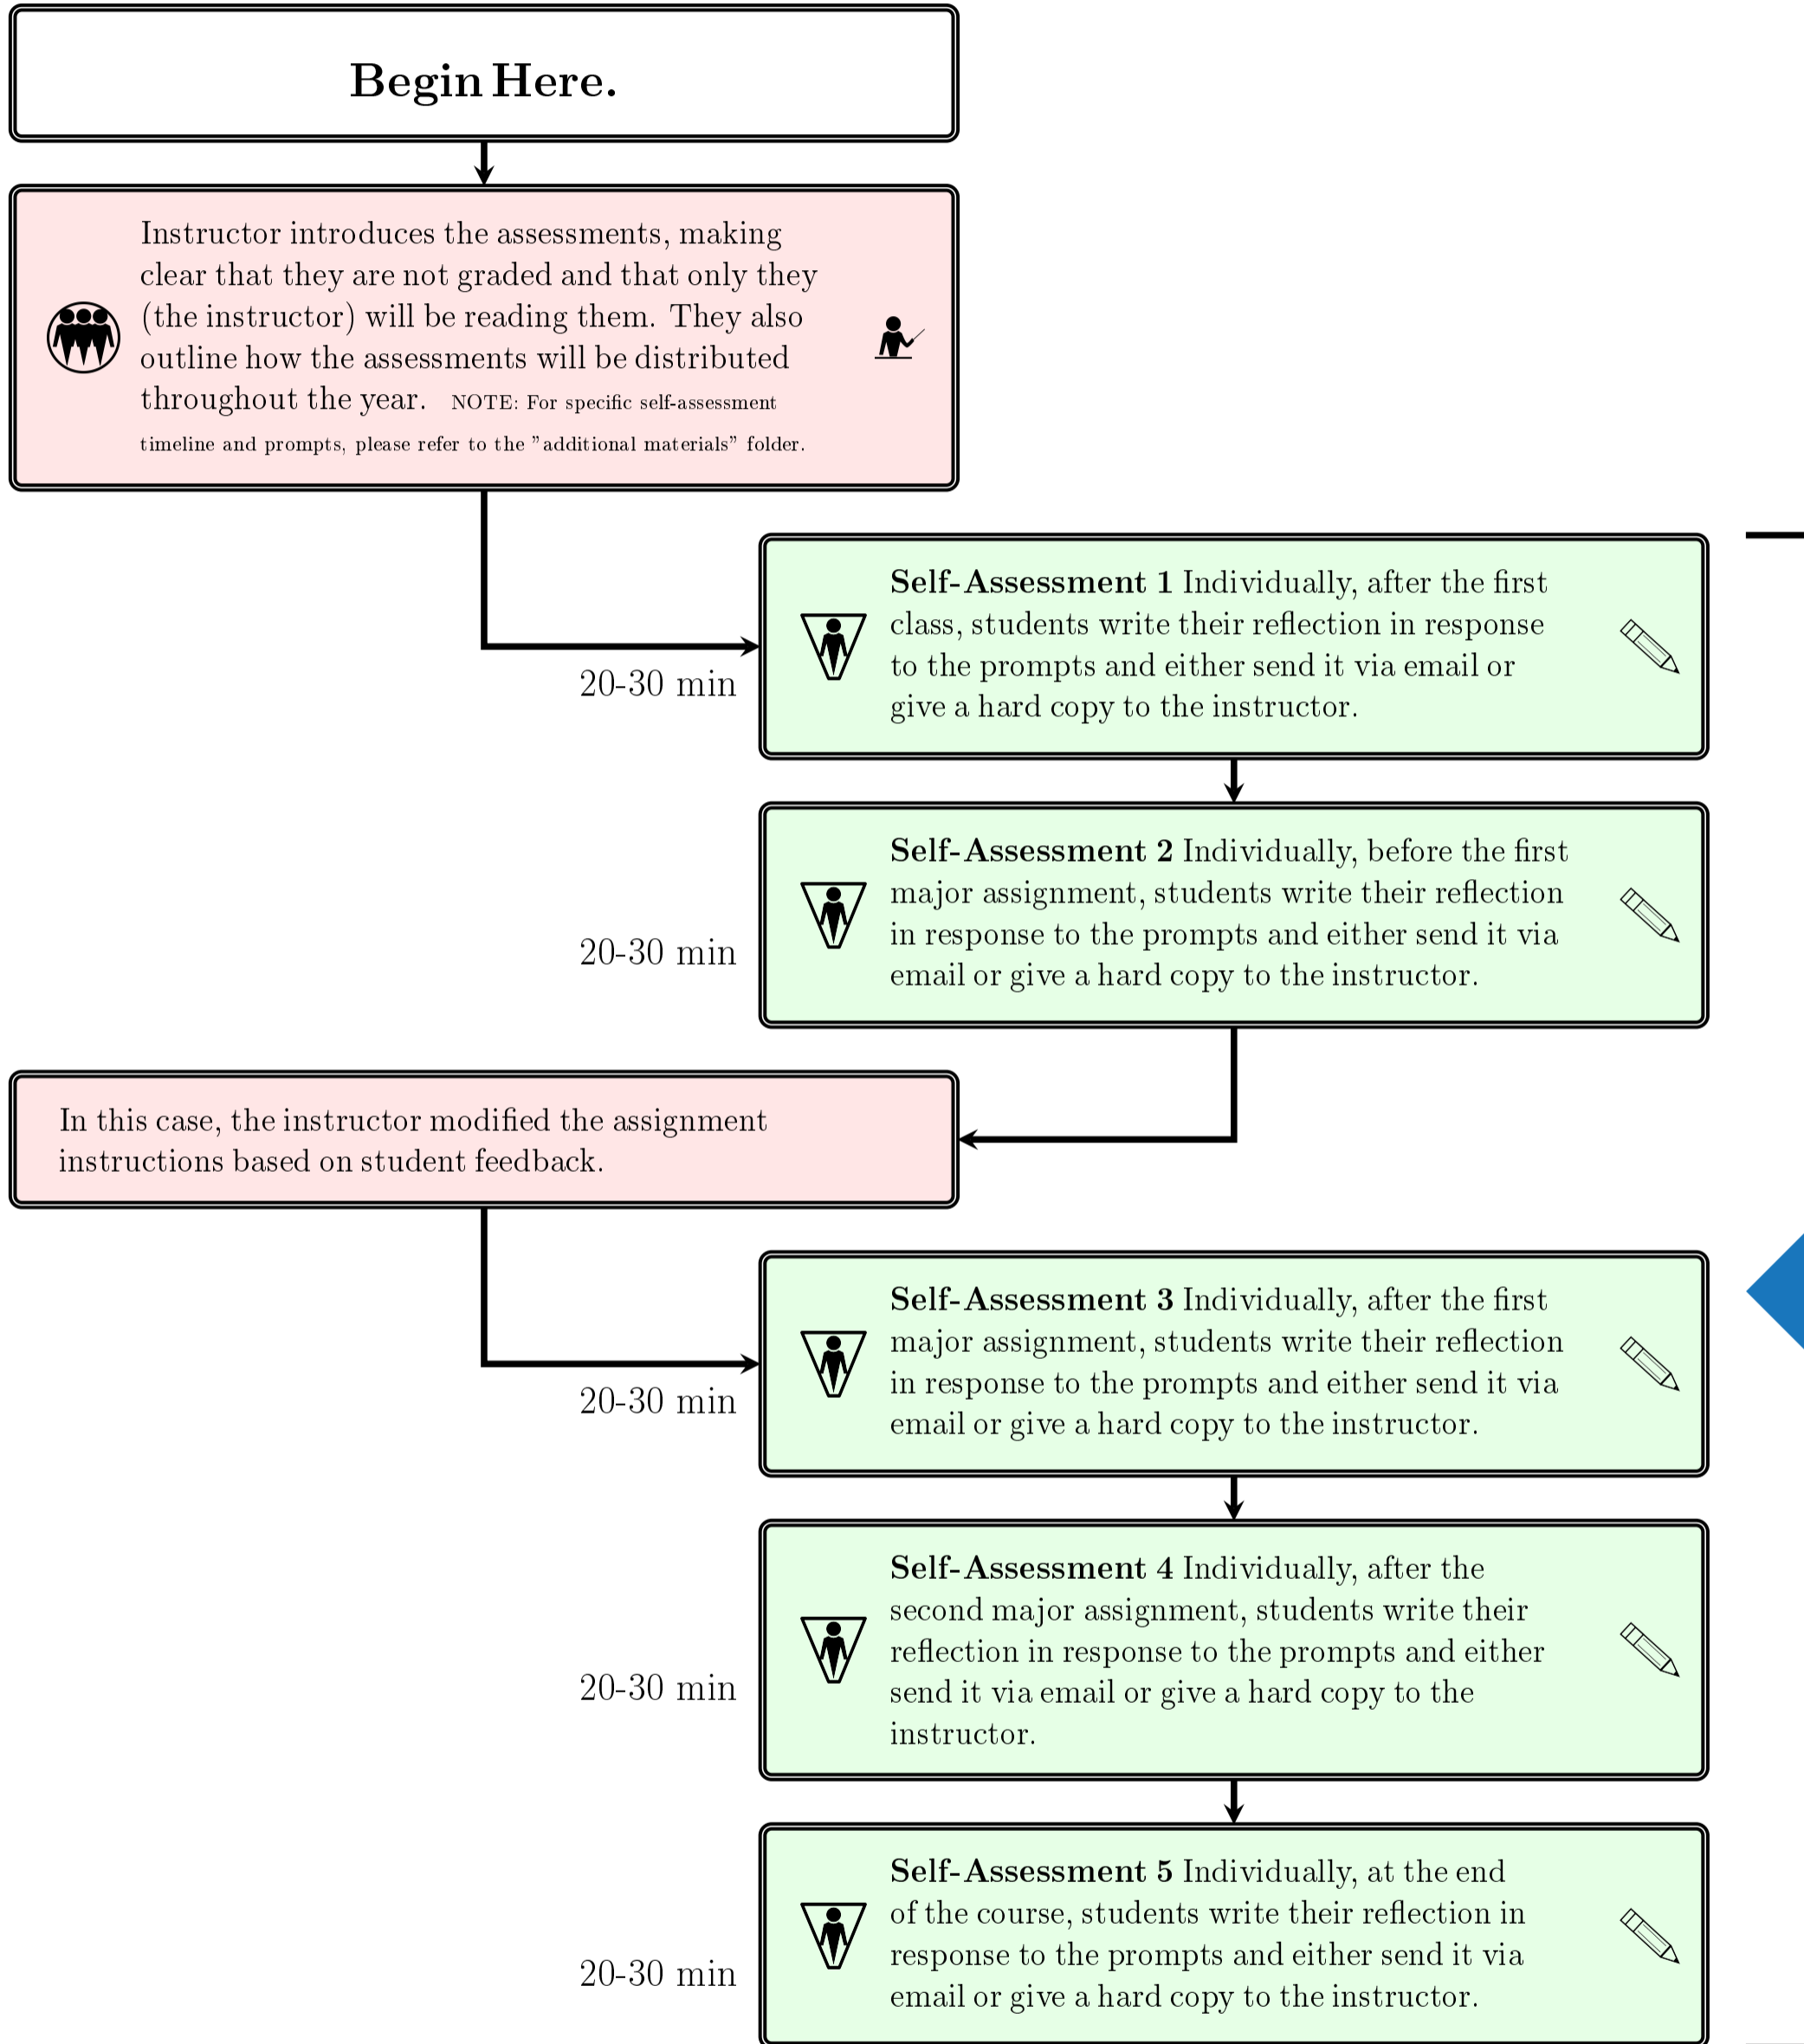 Begin Here.
Instructor introduces the assessments, making
clear that they are not graded and that only they
(the instructor) will be reading them. They also
outline how the assessments will be distributed
throughout the year. NOTE: For specific self-assessment
timeline and prompts, please refer to the ”additional materials” folder.
Self-Assessment 1 Individually, after the first
class, students write their reflection in response
to the prompts and either send it via email or
give a hard copy to the instructor.
20-30 min
Self-Assessment 2 Individually, before the first
major assignment, students write their reflection
in response to the prompts and either send it via
email or give a hard copy to the instructor.
20-30 min
In this case, the instructor modified the assignment
instructions based on student feedback.
Self-Assessment 3 Individually, after the first
major assignment, students write their reflection
in response to the prompts and either send it via
email or give a hard copy to the instructor.
20-30 min
Self-Assessment 4 Individually, after the
second major assignment, students write their
reflection in response to the prompts and either
send it via email or give a hard copy to the
instructor.
20-30 min
Self-Assessment 5 Individually, at the end
of the course, students write their reflection in
response to the prompts and either send it via
email or give a hard copy to the instructor.
20-30 min